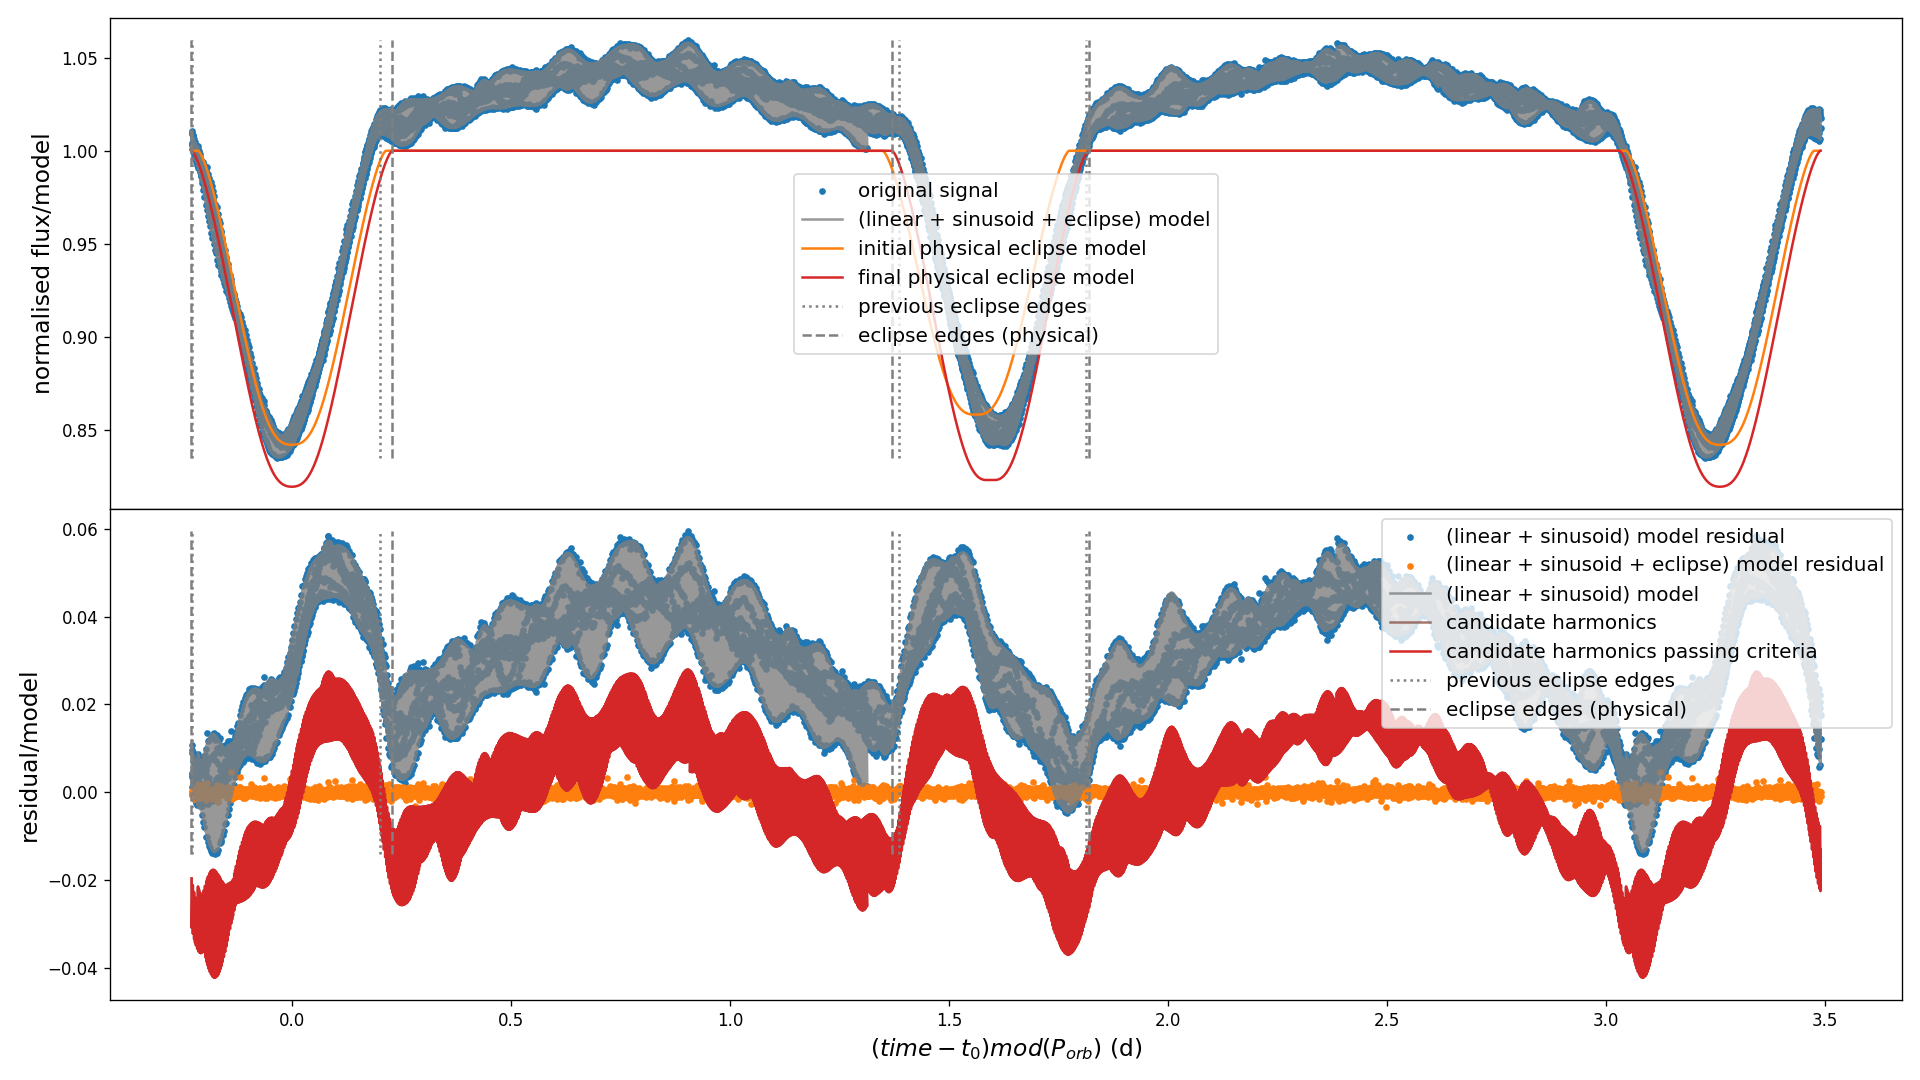 normalised flux/model
1.05
1.00
0.95
0.90
0.85
original signal
(linear + sinusoid + eclipse) model
initial physical eclipse model
final physical eclipse model
previous eclipse edges
eclipse edges (physical)
residual/model
0.06
0.04
0.02
0.00
−0.02
−0.04
(linear + sinusoid) model residual
(linear + sinusoid + eclipse) model residual
(linear + sinusoid) model
candidate harmonics
candidate harmonics passing criteria
previous eclipse edges
eclipse edges (physical)
0.0 0.5 1.0 1.5 2.0 2.5 3.0 3.5
(time − t₀)mod(P_orb) (d)